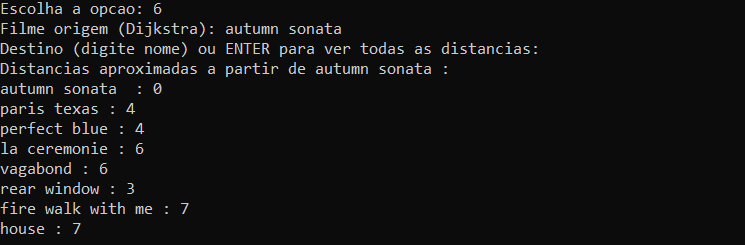 Escolha a opcao: 6
Filme origem (Dijkstra): autumn sonata
Destino (digite nome) ou ENTER para ver todas as distancias:
Distancias aproximadas a partir de autumn sonata :
autumn sonata  : 0
paris texas : 4
perfect blue : 4
la ceremonie : 6
vagabond : 6
rear window : 3
fire walk with me : 7
house : 7